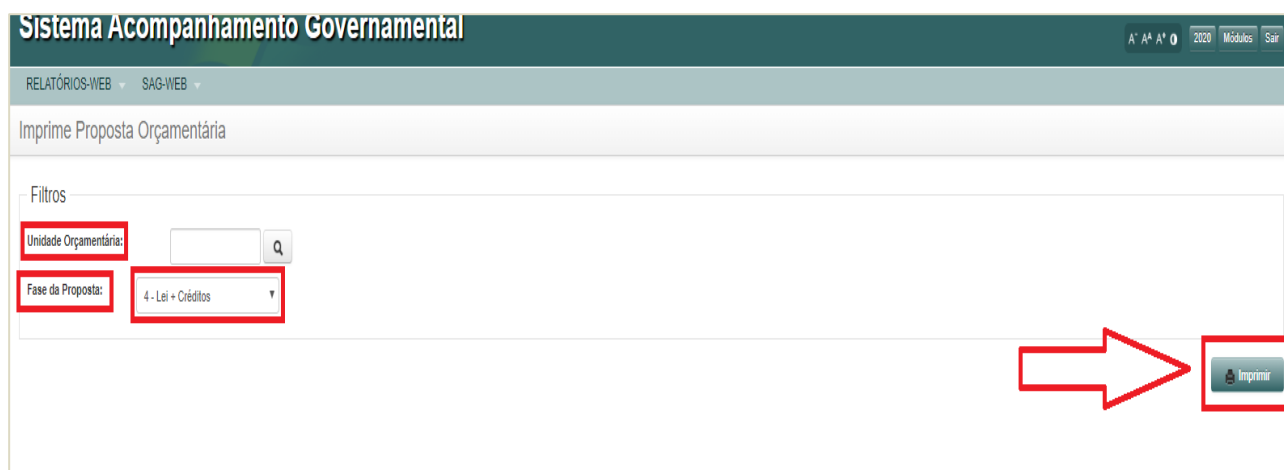 Sistema Acompanhamento Governamental
A- AA A+ 2020 Módulos Sair
RELATÓRIOS-WEB SAG-WEB
Imprime Proposta Orçamentária
Filtros
Unidade Orçamentária:
Fase da Proposta: 4 - Lei + Créditos
Imprimir